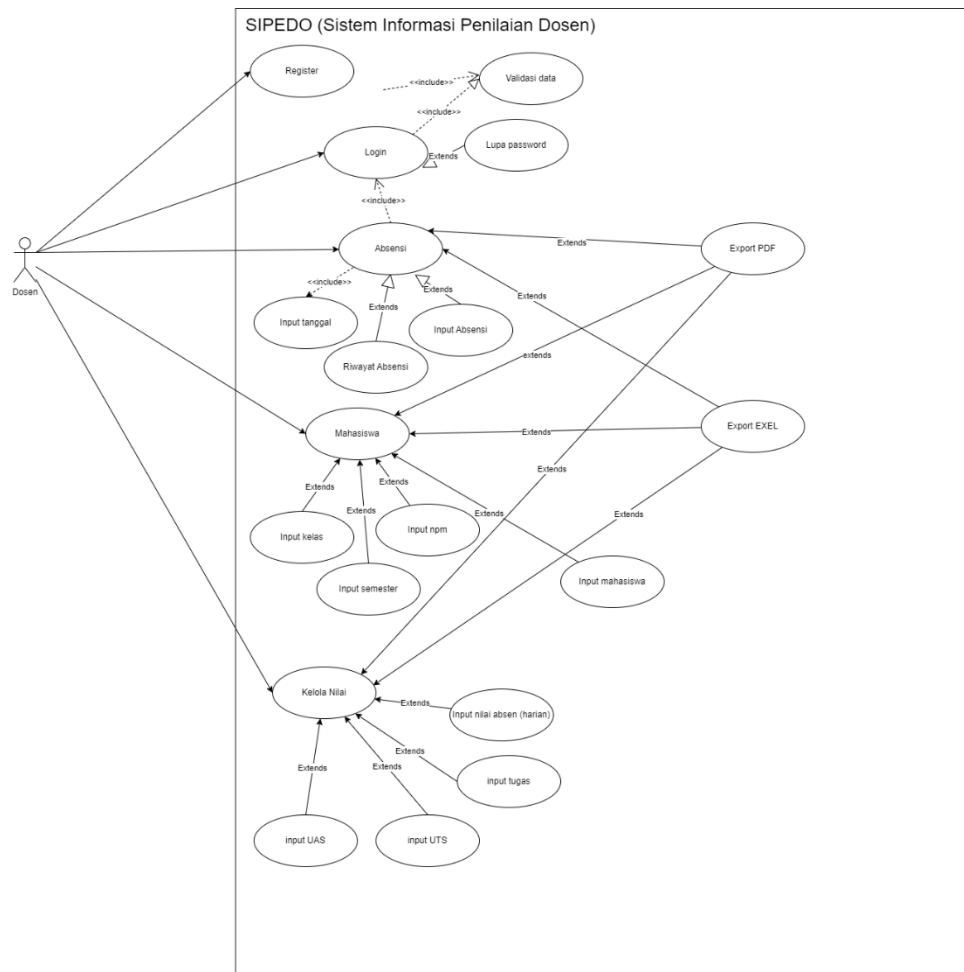 SIPEDO (Sistem Informasi Penilaian Dosen)
Register
<<include>>
Validasi data
<<include>>
Login
Extends
Lupa password
<<include>>
Dosen
Absensi
Extends
Export PDF
<<include>>
Extends
Extends
Extends
Input tanggal
Input Absensi
Riwayat Absensi
extends
Mahasiswa
Extends
Export EXEL
Extends
Extends
Extends
Extends
Extends
Extends
Input kelas
Input npm
Input semester
Input mahasiswa
Kelola Nilai
Extends
Input nilai absen (harian)
Extends
Extends
Extends
input tugas
input UAS
input UTS